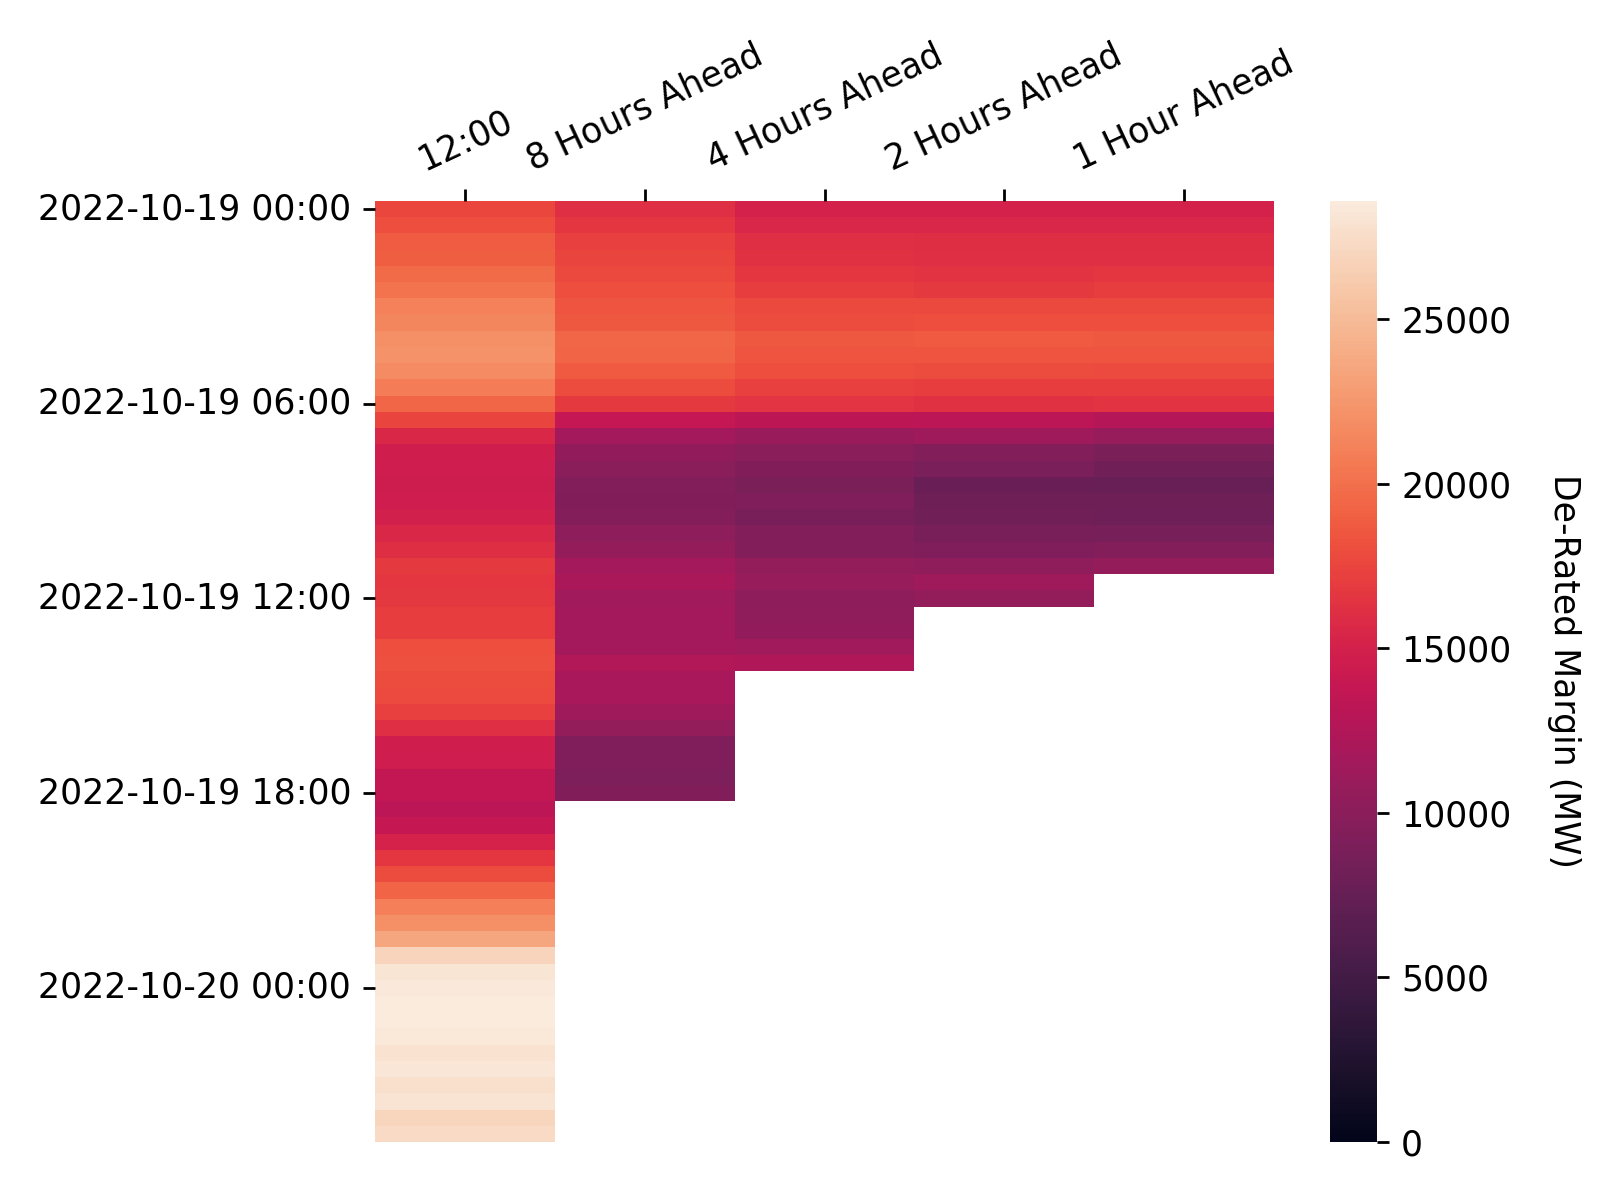 12:00
8 Hours Ahead
4 Hours Ahead
2 Hours Ahead
1 Hour Ahead
2022-10-19 00:00
2022-10-19 06:00
2022-10-19 12:00
2022-10-19 18:00
2022-10-20 00:00
25000
20000
15000
10000
5000
0
De-Rated Margin (MW)